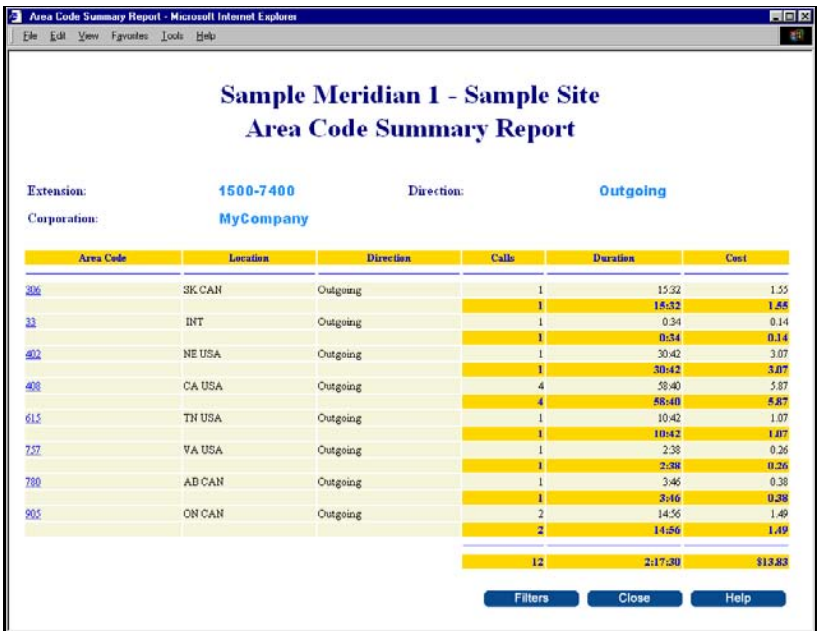 Area Code Summary Report - Microsoft Internet Explorer
File Edit View Favorites Tools Help
Sample Meridian 1 - Sample Site
Area Code Summary Report
Extension: 1500-7400 Direction: Outgoing
Corporation: MyCompany
Area Code Location Direction Calls Duration Cost
306 SK CAN Outgoing 1 15:32 1.55
1 15:32 1.55
33 INT Outgoing 1 0:34 0.14
1 0:34 0.14
402 NE USA Outgoing 1 30:42 3.07
1 30:42 3.07
408 CA USA Outgoing 4 58:40 5.87
4 58:40 5.87
615 TN USA Outgoing 1 10:42 1.07
1 10:42 1.07
757 VA USA Outgoing 1 2:38 0.26
1 2:38 0.26
780 AB CAN Outgoing 1 3:46 0.38
1 3:46 0.38
905 ON CAN Outgoing 2 14:56 1.49
2 14:56 1.49
12 2:17:30 $13.83
Filters Close Help